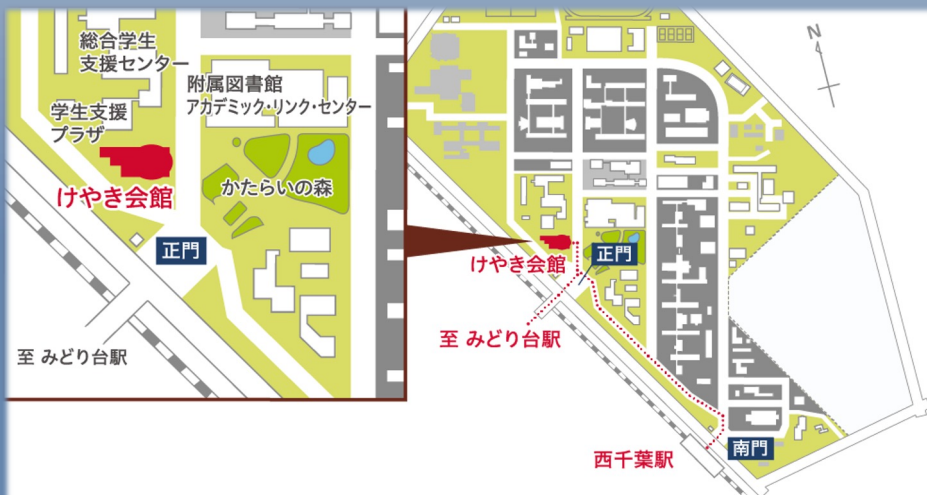 総合学生
支援センター
附属図書館
アカデミック・リンク・センター
学生支援
プラザ
けやき会館
かたらいの森
正門
至 みどり台駅
N
けやき会館
正門
至 みどり台駅
西千葉駅
南門